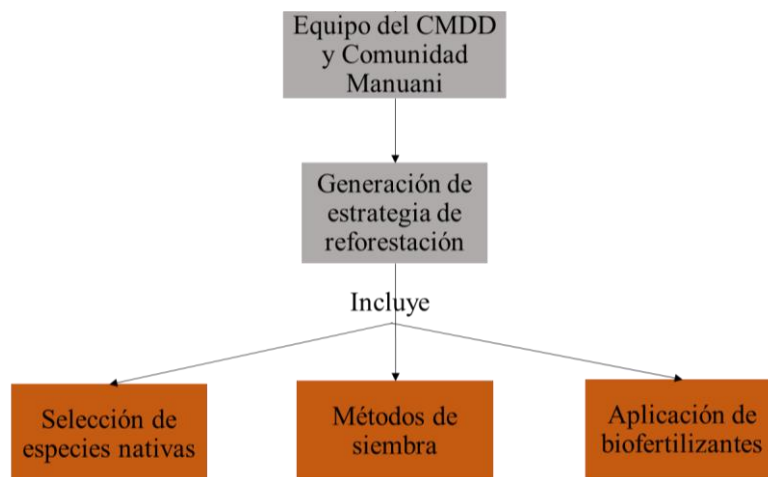 Equipo del CMDD
y Comunidad
Manuani
Generación de
estrategia de
reforestación
Incluye
Selección de
especies nativas
Métodos de
siembra
Aplicación de
biofertilizantes